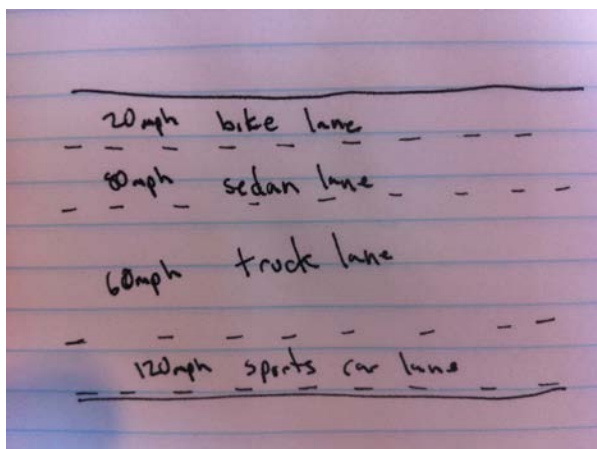 20mph bike lane
80mph sedan lane
60mph truck lane
120mph sports car lane